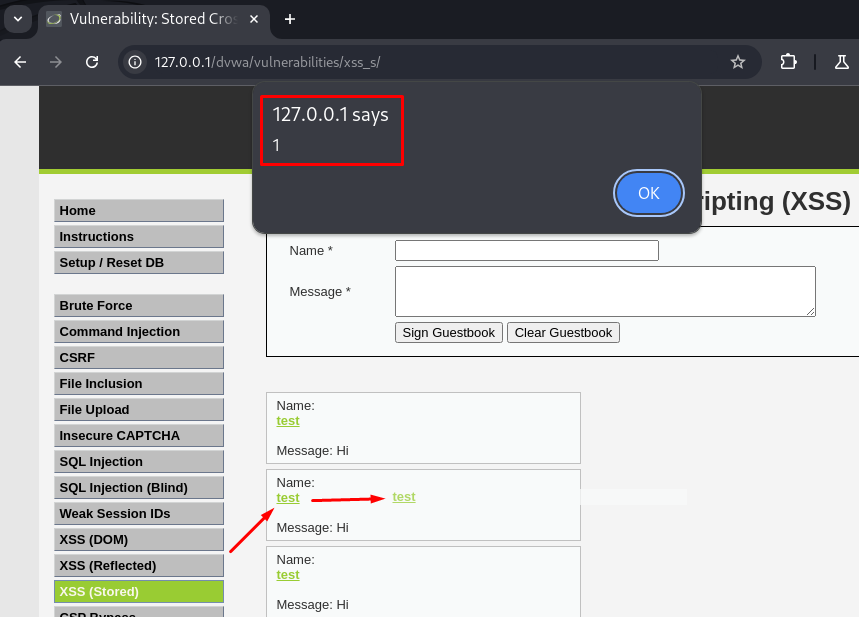 Vulnerability: Stored Cros
127.0.0.1/dvwa/vulnerabilities/xss_s/
127.0.0.1 says
1
OK
ripting (XSS)
Home
Instructions
Setup / Reset DB
Brute Force
Command Injection
CSRF
File Inclusion
File Upload
Insecure CAPTCHA
SQL Injection
SQL Injection (Blind)
Weak Session IDs
XSS (DOM)
XSS (Reflected)
XSS (Stored)
CSP Bypass
Name *
Message *
Sign Guestbook Clear Guestbook
Name:
test
Message: Hi
Name:
test test
Message: Hi
Name:
test
Message: Hi